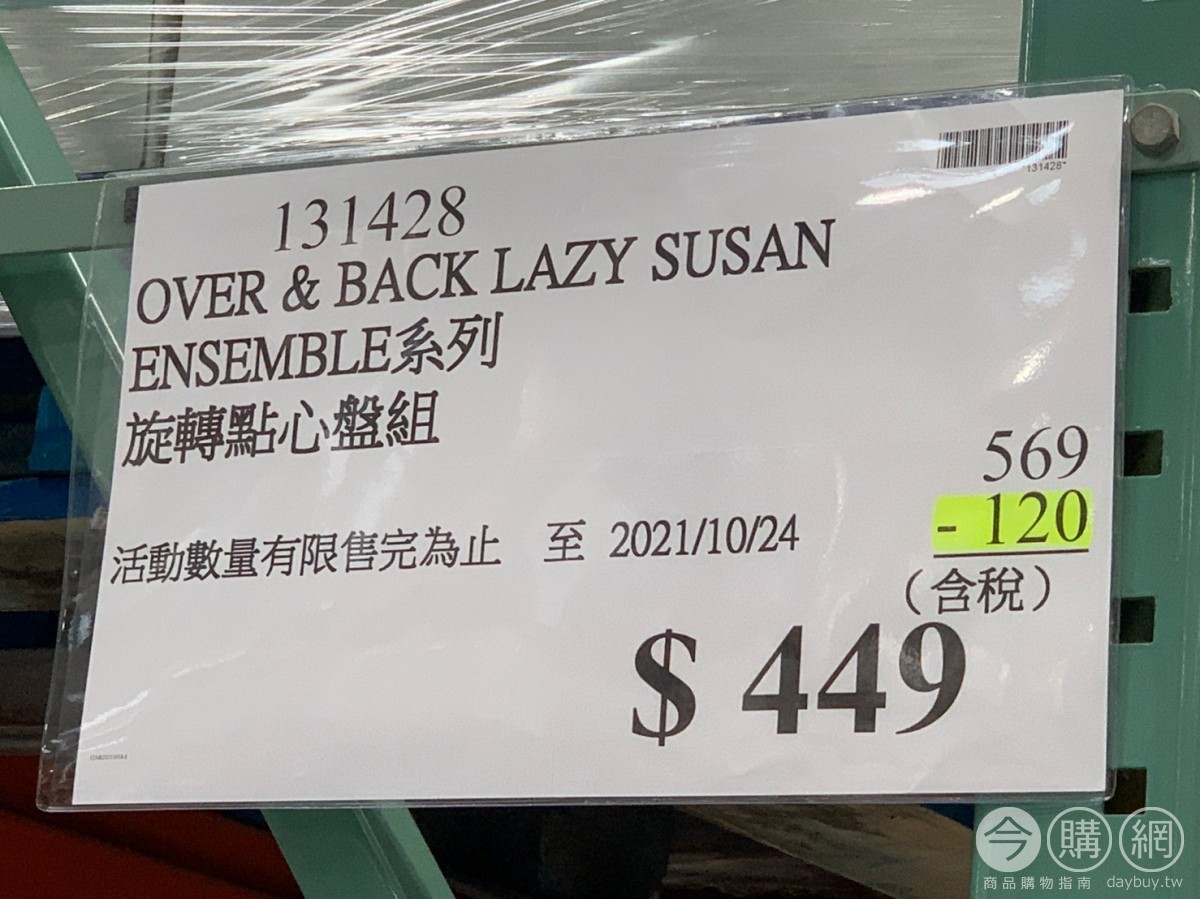 131428"
131428
OVER & BACK LAZY SUSAN
ENSEMBLE系列
旋轉點心盤組
569
- 120
活動數量有限售完為止 至 2021/10/24
(含稅)
$ 449
今購網
商品購物指南 daybuy.tw